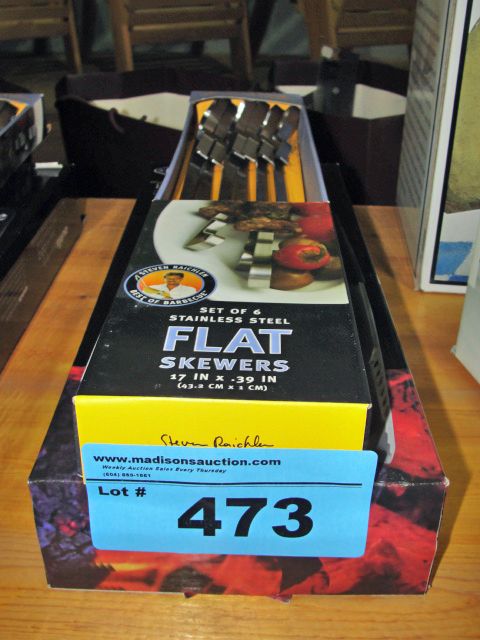 STEVEN RAICHLEN
BEST OF BARBECUE
SET OF 6
STAINLESS STEEL
FLAT
SKEWERS
17 IN X .39 IN
(43.2 CM X 1 CM)
Steven Raichlen
www.madisonsauction.com
Weekly Auction Sales Every Thursday
Lot #
473